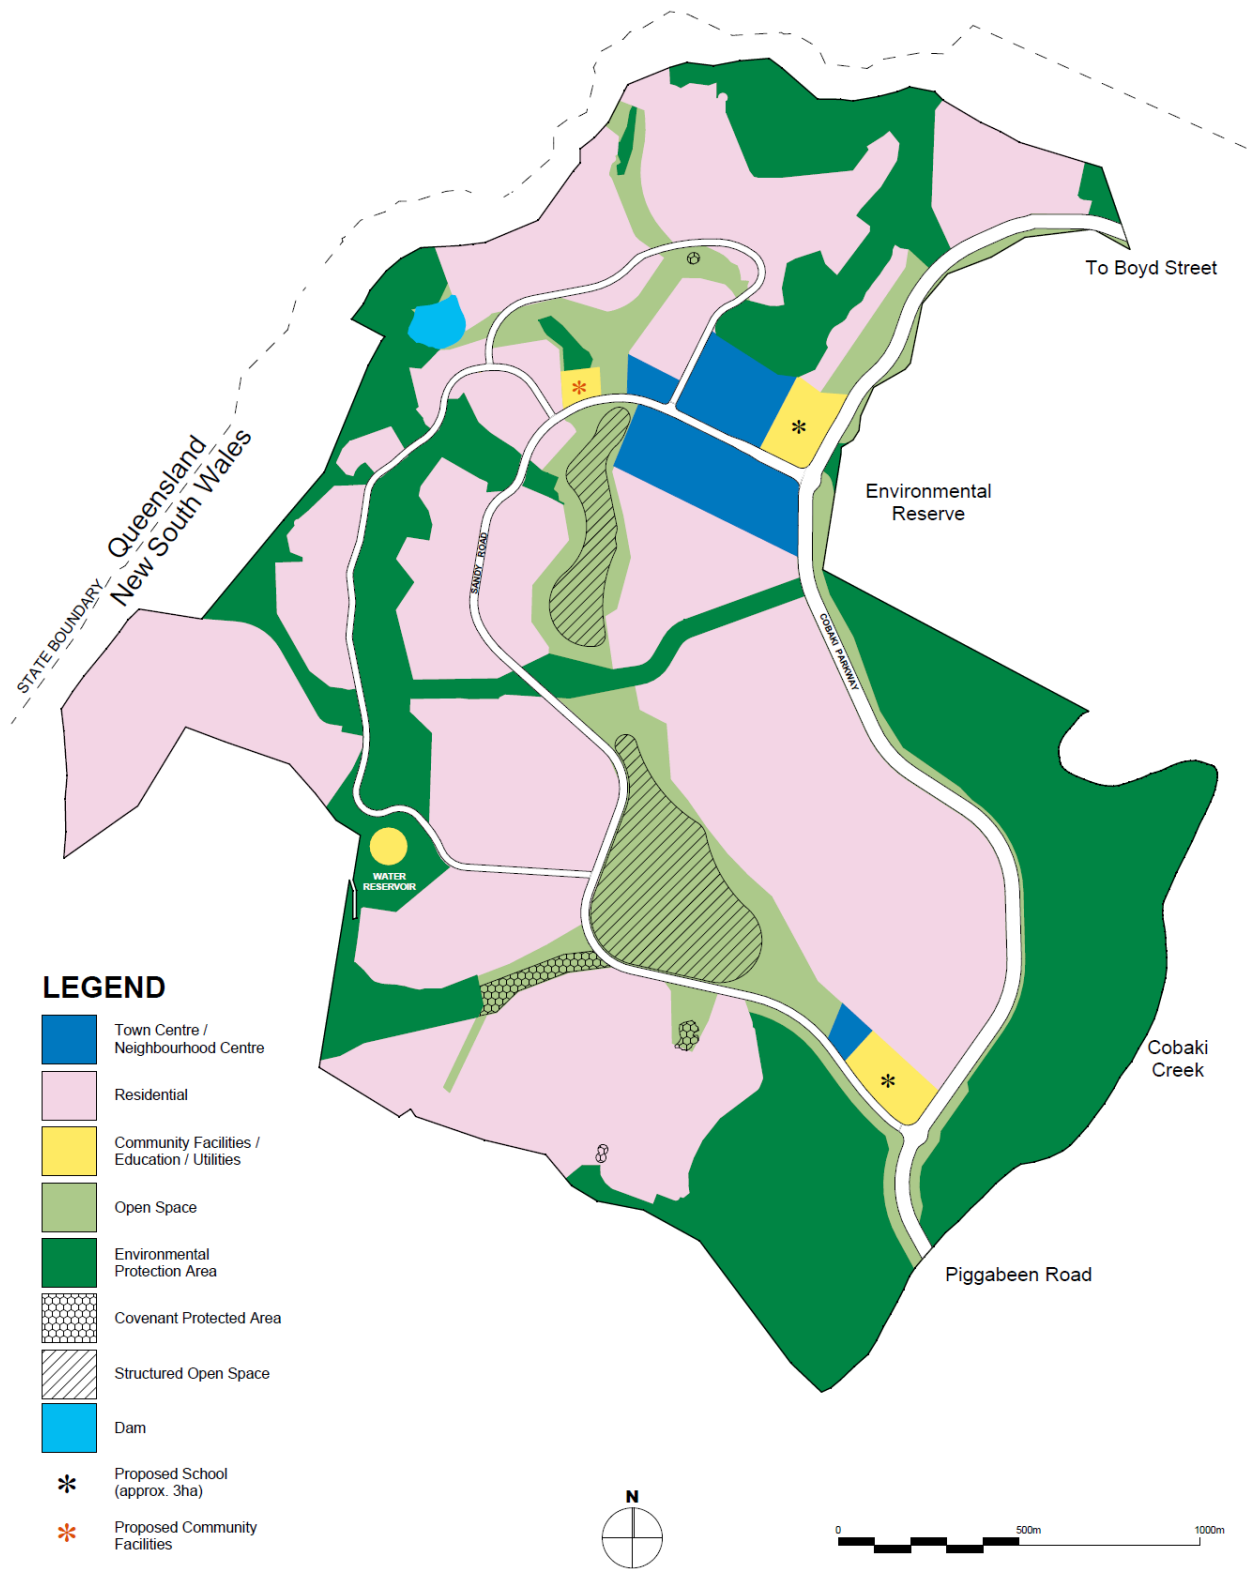 To Boyd Street
Queensland
New South Wales
STATE BOUNDARY
Environmental
Reserve
SANDY ROAD
COBAKI PARKWAY
WATER
RESERVOIR
LEGEND
Town Centre /
Neighbourhood Centre
Residential
Community Facilities /
Education / Utilities
Open Space
Environmental
Protection Area
Covenant Protected Area
Structured Open Space
Dam
Proposed School
(approx. 3ha)
Proposed Community
Facilities
Cobaki
Creek
Piggabeen Road
N
0 500m 1000m